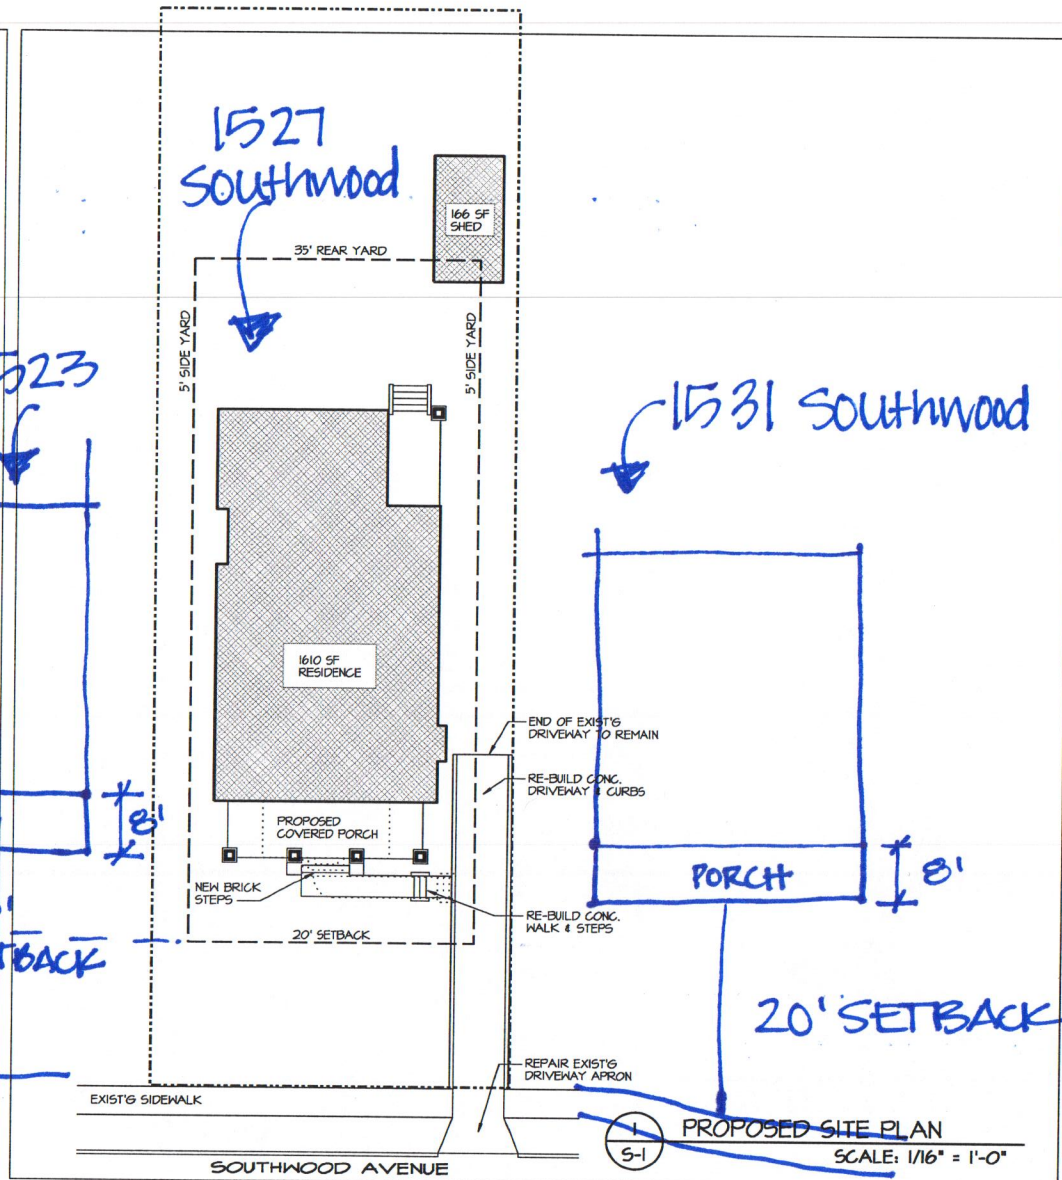 1527
Southwood
166 SF
SHED
35' REAR YARD
5' SIDE YARD
5' SIDE YARD
523
1531 Southwood
1610 SF
RESIDENCE
END OF EXIST'G
DRIVEWAY TO REMAIN
RE-BUILD CONC.
DRIVEWAY & CURBS
8'
PROPOSED
COVERED PORCH
PORCH
8'
NEW BRICK
STEPS
RE-BUILD CONC.
WALK & STEPS
20' SETBACK
TBACK
20' SETBACK
REPAIR EXIST'G
DRIVEWAY APRON
EXIST'G SIDEWALK
1
S-1
PROPOSED SITE PLAN
SCALE: 1/16" = 1'-0"
SOUTHWOOD AVENUE